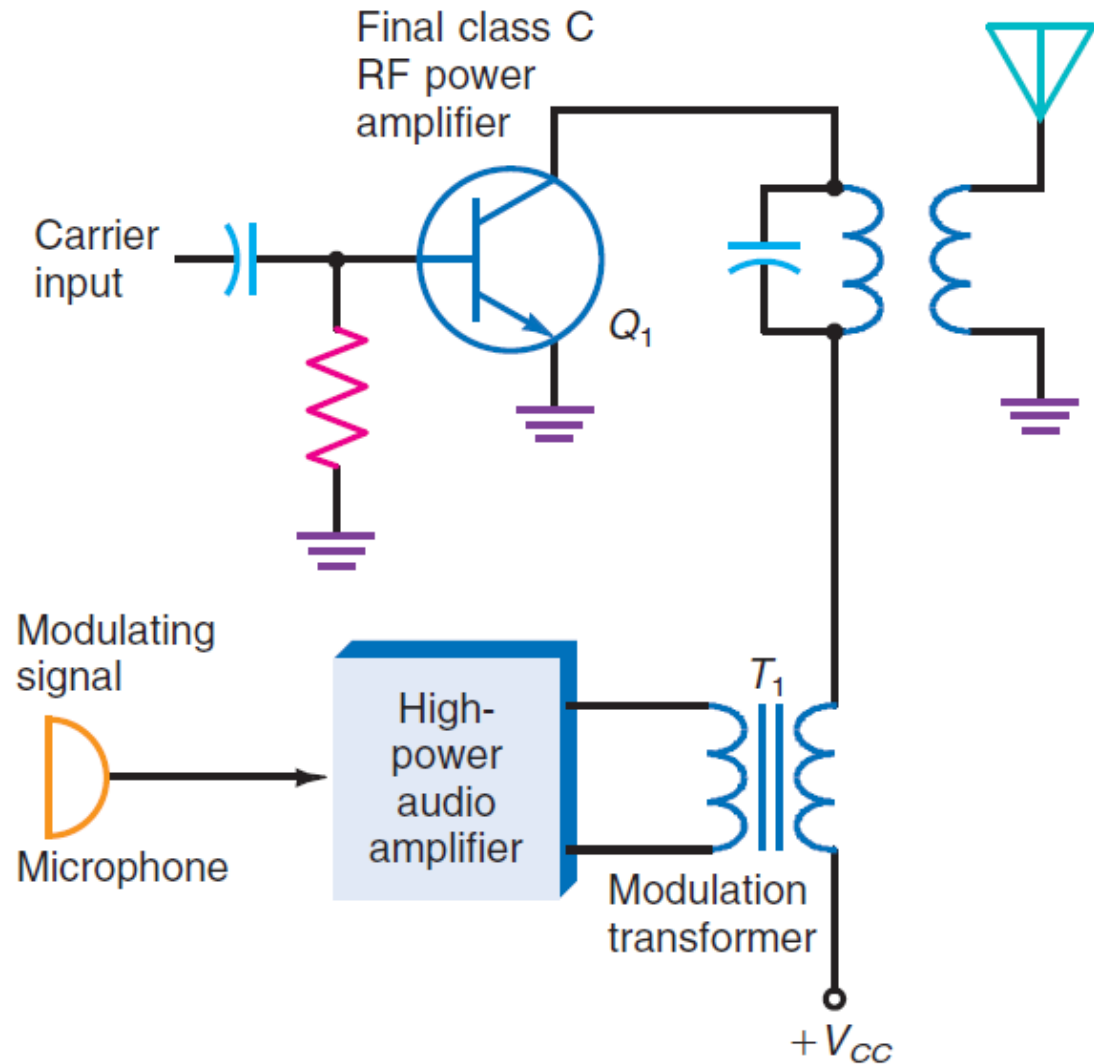 Final class C
RF power
amplifier
Carrier
input
Q1
Modulating
signal
Microphone
High-
power
audio
amplifier
T1
Modulation
transformer
+VCC